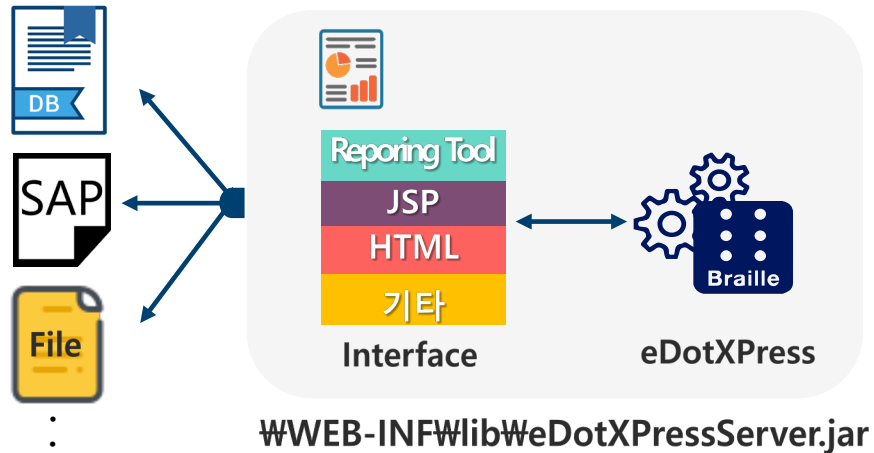 DB
SAP
File
:
Reporing Tool
JSP
HTML
기타
Interface
Braille
eDotXPress
₩WEB-INF₩lib₩eDotXPressServer.jar